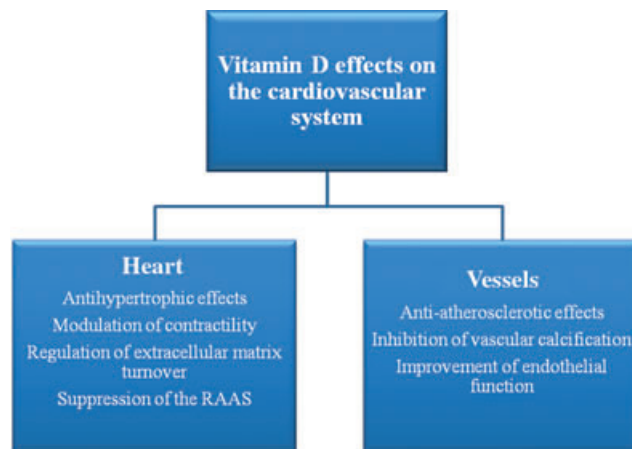 Vitamin D effects on
the cardiovascular
system
Heart
Antihypertrophic effects
Modulation of contractility
Regulation of extracellular matrix
turnover
Suppression of the RAAS
Vessels
Anti-atherosclerotic effects
Inhibition of vascular calcification
Improvement of endothelial
function